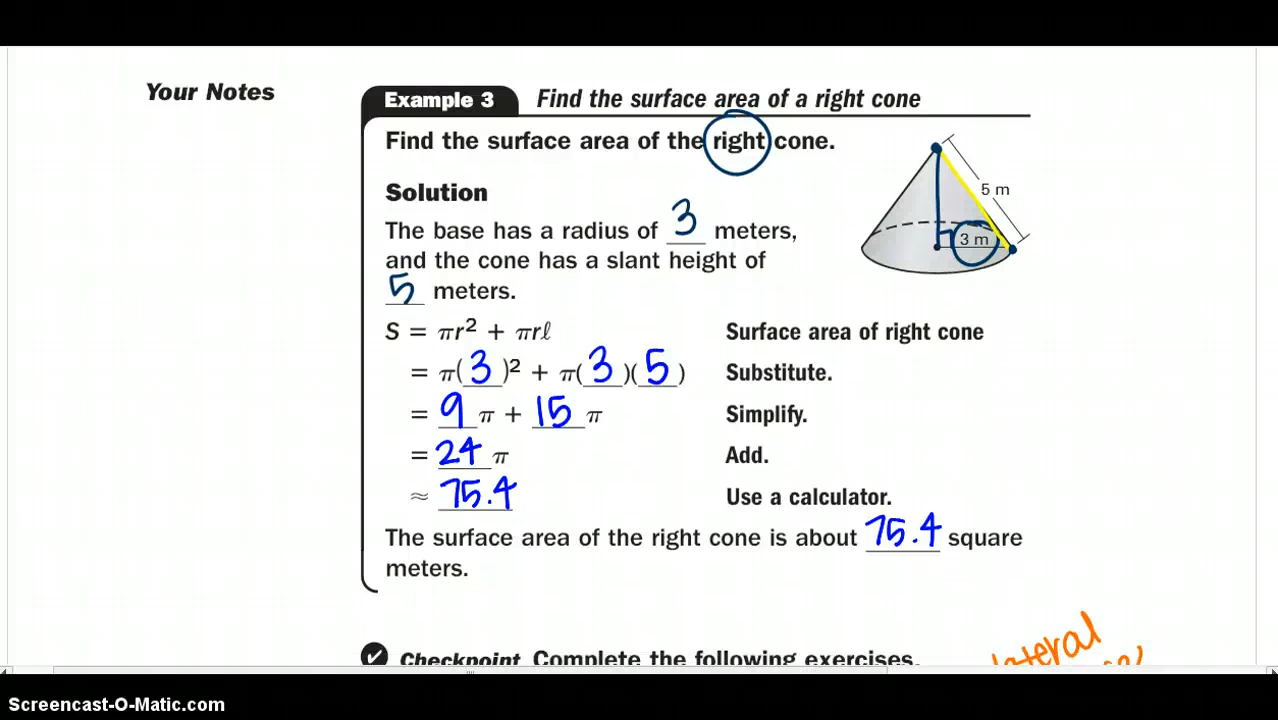 Your Notes
Example 3 Find the surface area of a right cone
Find the surface area of the right cone.
Solution
The base has a radius of 3 meters,
and the cone has a slant height of
5 meters.
5 m
3 m
S = πr² + πrℓ Surface area of right cone
= π(3)² + π(3)(5) Substitute.
= 9π + 15π Simplify.
= 24π Add.
≈ 75.4 Use a calculator.
The surface area of the right cone is about 75.4 square
meters.
✓ Checkpoint Complete the following exercises.
lateral
Screencast-O-Matic.com